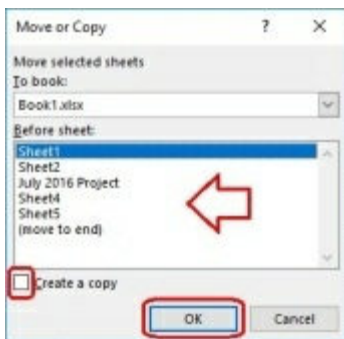 Move or Copy ? X
Move selected sheets
To book:
Book1.xlsx
Before sheet:
Sheet1
Sheet2
July 2016 Project
Sheet4
Sheet5
(move to end)
Create a copy
OK Cancel